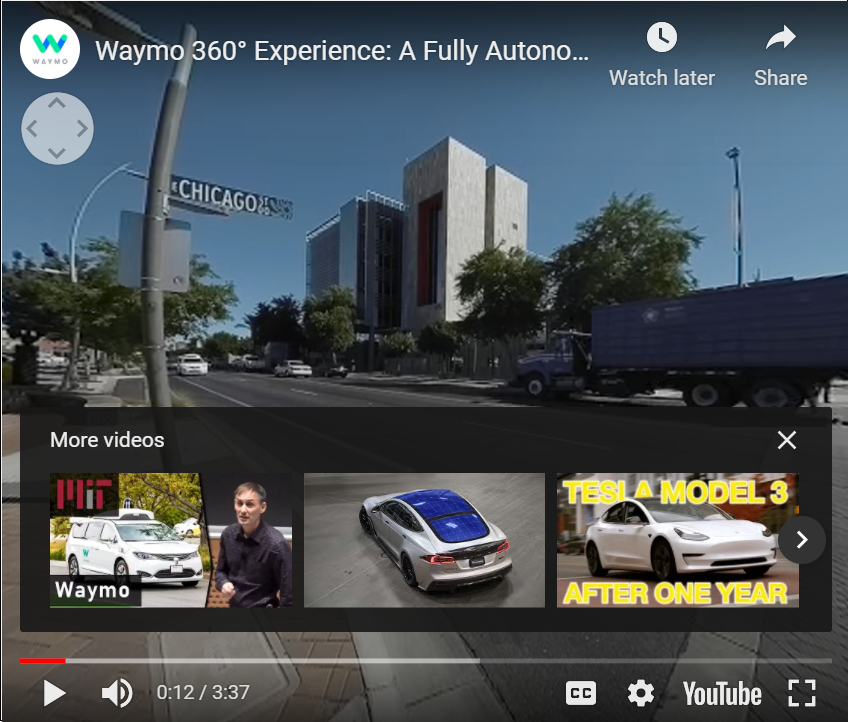 Waymo 360° Experience: A Fully Autono...
WAYMO
Watch later
Share
CHICAGO
More videos
MIT
Waymo
TESLA MODEL 3
AFTER ONE YEAR
0:12 / 3:37
CC
YouTube